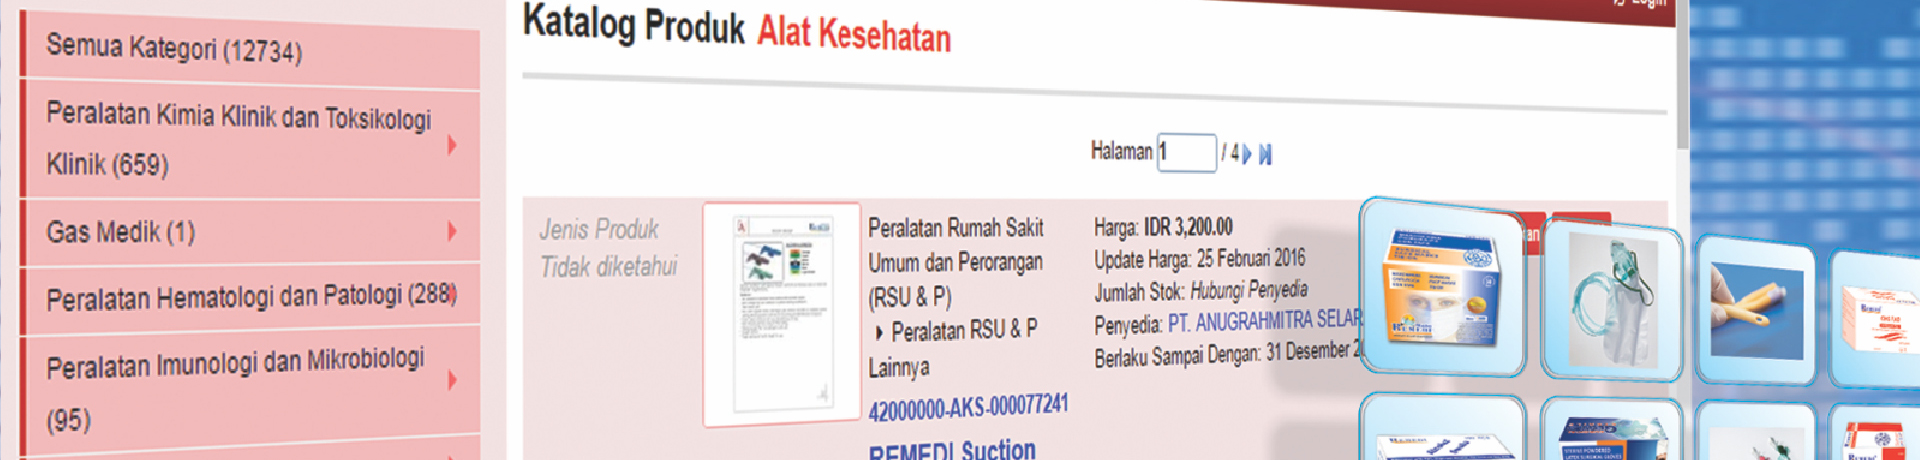 Semua Kategori (12734)
Peralatan Kimia Klinik dan Toksikologi
Klinik (659)
Gas Medik (1)
Peralatan Hematologi dan Patologi (288)
Peralatan Imunologi dan Mikrobiologi
(95)
Login
Katalog Produk Alat Kesehatan
Halaman 1 / 4
Jenis Produk
Tidak diketahui
Peralatan Rumah Sakit
Umum dan Perorangan
(RSU & P)
Peralatan RSU & P
Lainnya
42000000-AKS-000077241
REMEDI Suction
Harga: IDR 3,200.00
Update Harga: 25 Februari 2016
Jumlah Stok: Hubungi Penyedia
Penyedia: PT. ANUGRAHMITRA SELAR
Berlaku Sampai Dengan: 31 Desember 2